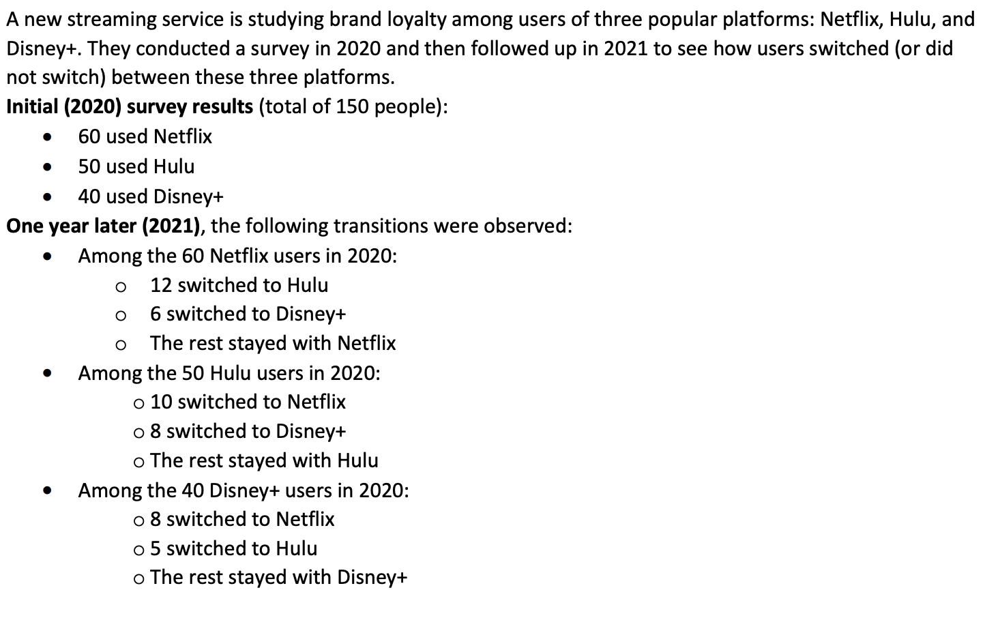 A new streaming service is studying brand loyalty among users of three popular platforms: Netflix, Hulu, and
Disney+. They conducted a survey in 2020 and then followed up in 2021 to see how users switched (or did
not switch) between these three platforms.
Initial (2020) survey results (total of 150 people):
• 60 used Netflix
• 50 used Hulu
• 40 used Disney+
One year later (2021), the following transitions were observed:
• Among the 60 Netflix users in 2020:
o 12 switched to Hulu
o 6 switched to Disney+
o The rest stayed with Netflix
• Among the 50 Hulu users in 2020:
o 10 switched to Netflix
o 8 switched to Disney+
o The rest stayed with Hulu
• Among the 40 Disney+ users in 2020:
o 8 switched to Netflix
o 5 switched to Hulu
o The rest stayed with Disney+